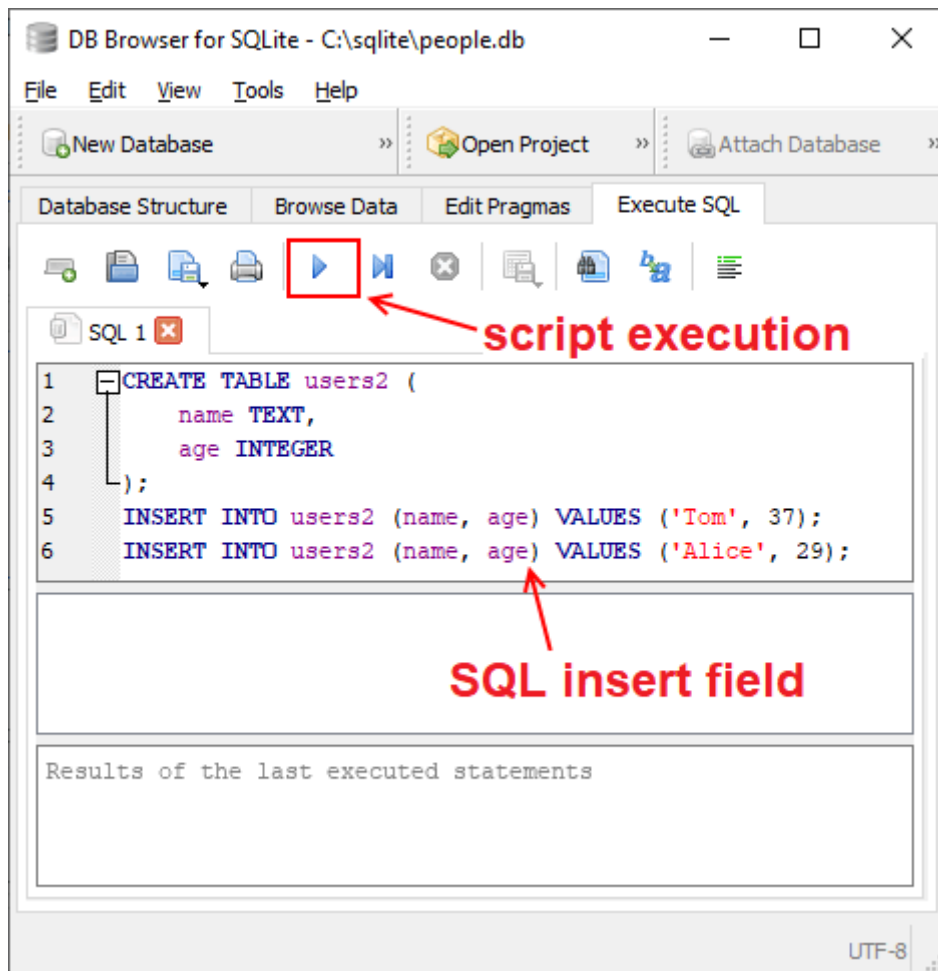 DB Browser for SQLite - C:\sqlite\people.db
File Edit View Tools Help
New Database » Open Project » Attach Database »
Database Structure Browse Data Edit Pragmas Execute SQL
script execution
SQL 1
1 CREATE TABLE users2 (
2 name TEXT,
3 age INTEGER
4 );
5 INSERT INTO users2 (name, age) VALUES ('Tom', 37);
6 INSERT INTO users2 (name, age) VALUES ('Alice', 29);
SQL insert field
Results of the last executed statements
UTF-8